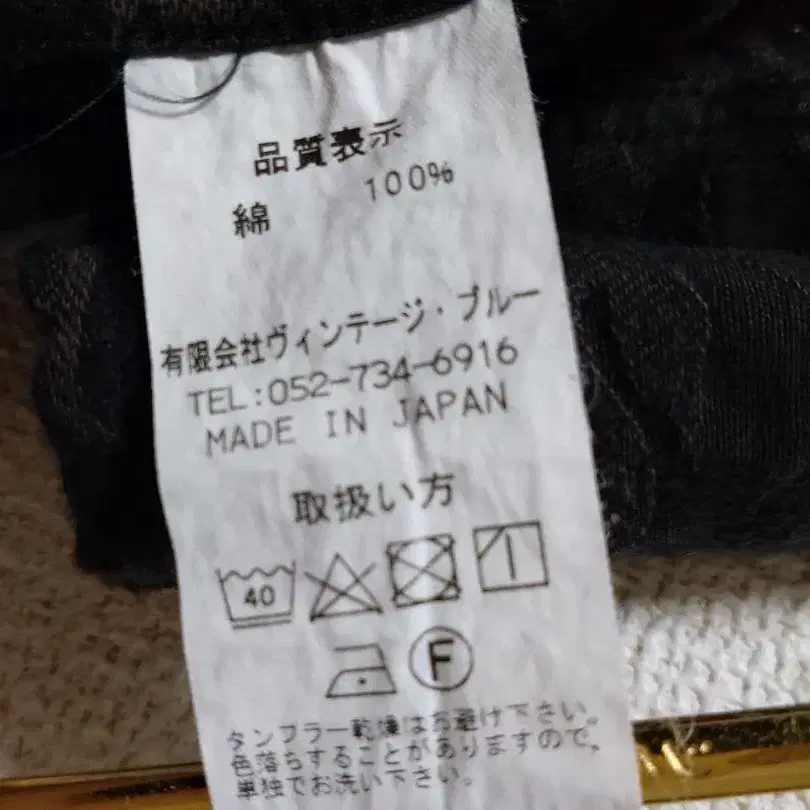 品質表示
綿 100%
有限会社ヴィンテージ・ブルー
TEL:052-734-6916
MADE IN JAPAN
取扱い方
40
F
タンブラー乾燥はお避け下さい。
色落ちすることがありますので、
単独でお洗い下さい。